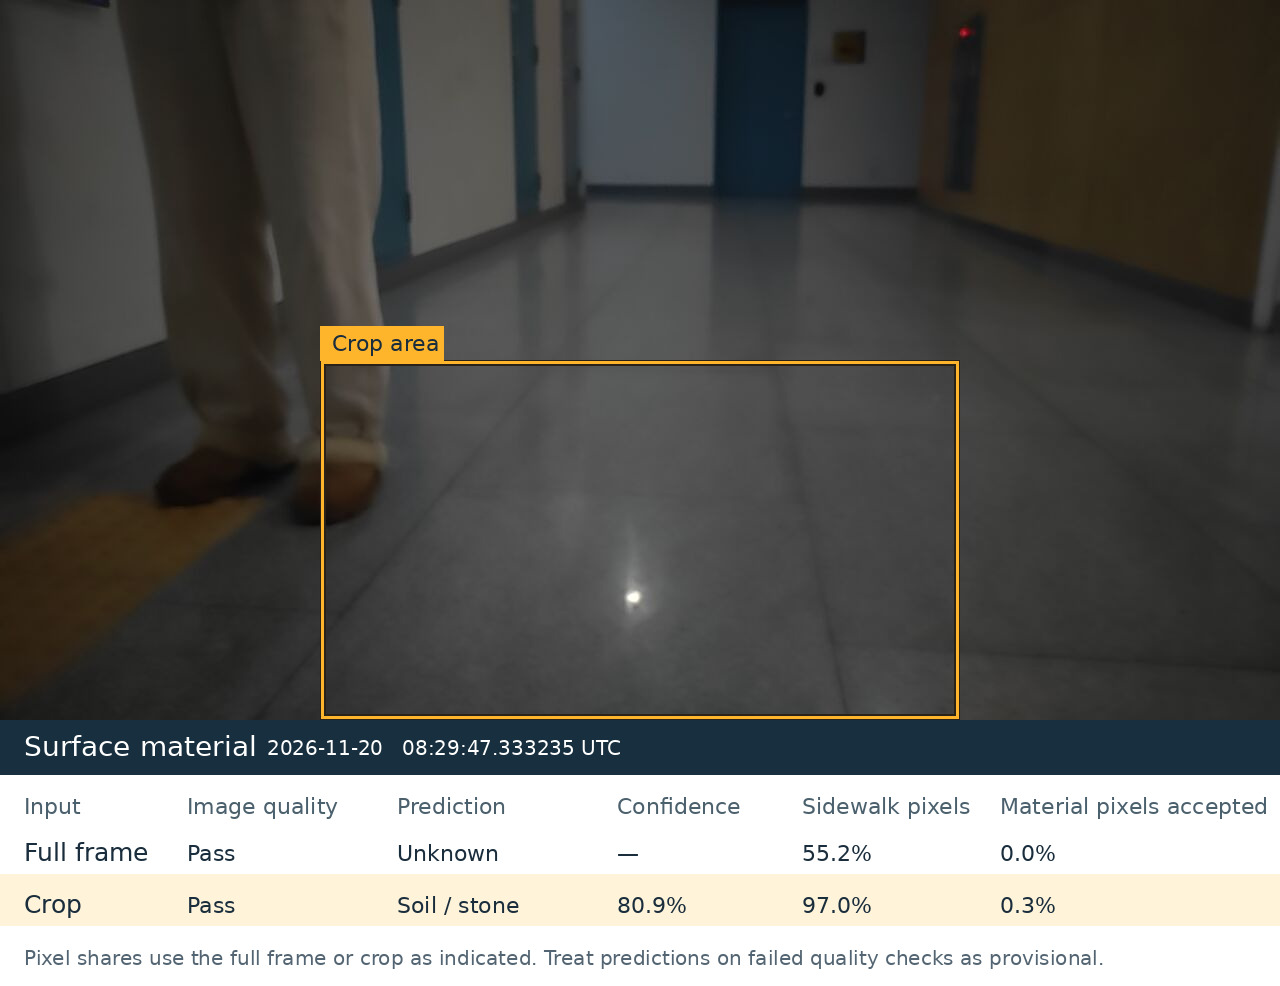 Crop area
Surface material 2026-11-20 08:29:47.333235 UTC
Input Image quality Prediction Confidence Sidewalk pixels Material pixels accepted
Full frame Pass Unknown — 55.2% 0.0%
Crop Pass Soil / stone 80.9% 97.0% 0.3%
Pixel shares use the full frame or crop as indicated. Treat predictions on failed quality checks as provisional.